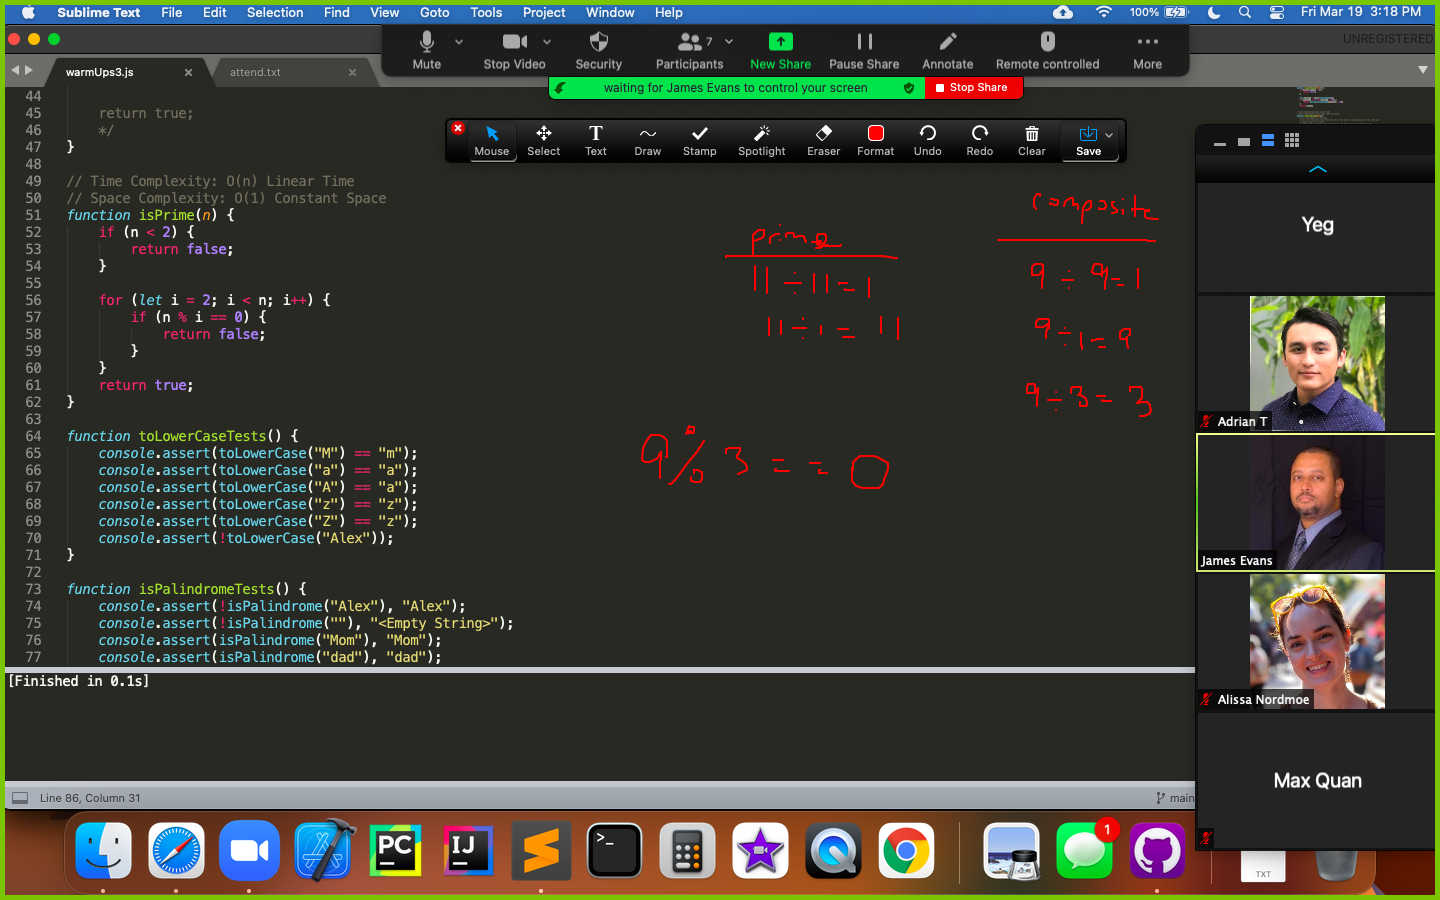 Sublime Text File Edit Selection Find View Goto Tools Project Window Help 100% Fri Mar 19 3:18 PM
UNREGISTERED
Mute Stop Video Security Participants 7 New Share Pause Share Annotate Remote controlled More
warmUps3.js × attend.txt ×
waiting for James Evans to control your screen Stop Share
Mouse Select Text Draw Stamp Spotlight Eraser Format Undo Redo Clear Save
44
45 return true;
46 */
47 }
48
49 // Time Complexity: O(n) Linear Time
50 // Space Complexity: O(1) Constant Space
51 function isPrime(n) {
52 if (n < 2) {
53 return false;
54 }
55
56 for (let i = 2; i < n; i++) {
57 if (n % i == 0) {
58 return false;
59 }
60 }
61 return true;
62 }
63
64 function toLowerCaseTests() {
65 console.assert(toLowerCase("M") == "m");
66 console.assert(toLowerCase("a") == "a");
67 console.assert(toLowerCase("A") == "a");
68 console.assert(toLowerCase("z") == "z");
69 console.assert(toLowerCase("Z") == "z");
70 console.assert(!toLowerCase("Alex"));
71 }
72
73 function isPalindromeTests() {
74 console.assert(!isPalindrome("Alex"), "Alex");
75 console.assert(!isPalindrome(""), "<Empty String>");
76 console.assert(isPalindrome("Mom"), "Mom");
77 console.assert(isPalindrome("dad"), "dad");
prime
11 ÷ 11 = 1
11 ÷ 1 = 11
composite
9 ÷ 9 = 1
9 ÷ 1 = 9
9 ÷ 3 = 3
9 % 3 == 0
Yeg
Adrian T
James Evans
Alissa Nordmoe
Max Quan
[Finished in 0.1s]
Line 86, Column 31 main
PC
IJ
>_
1
TXT